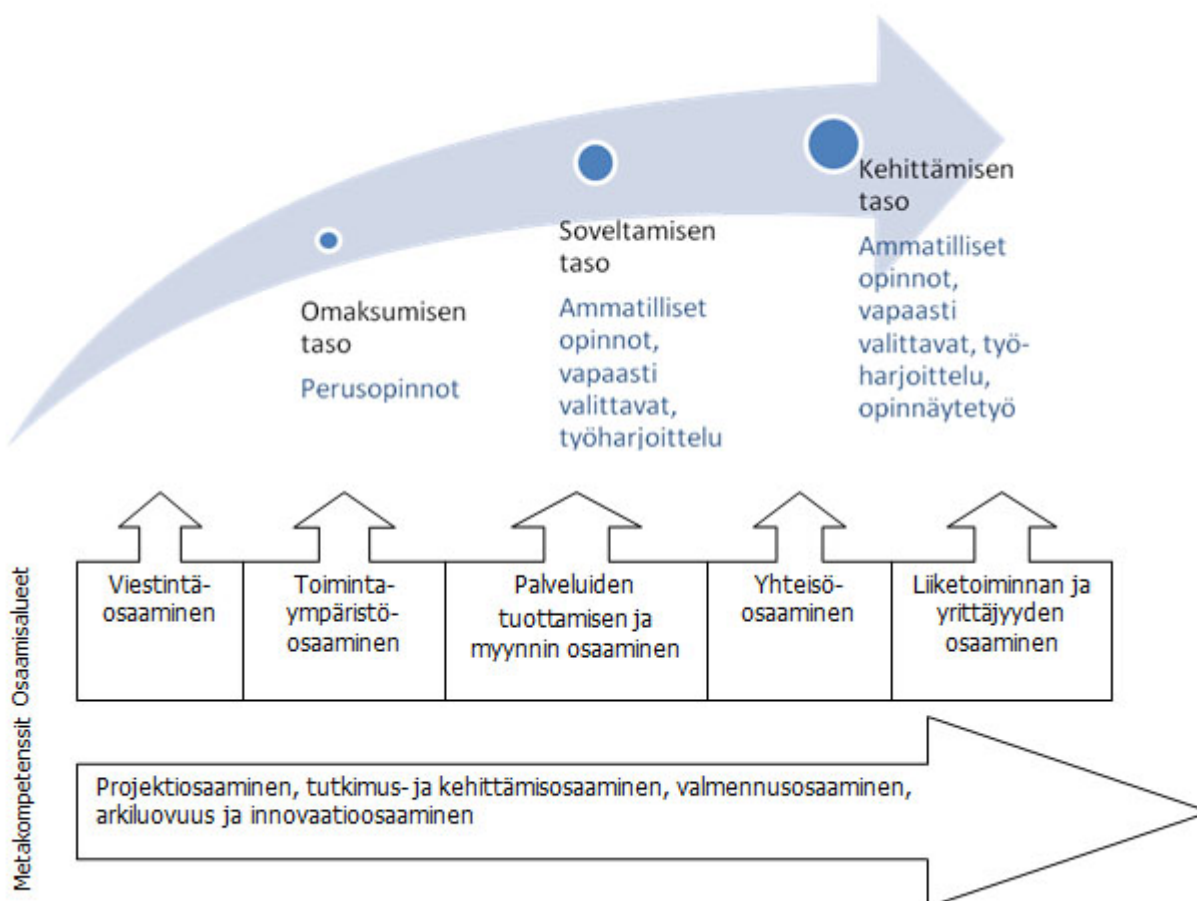 Omaksumisen
taso
Perusopinnot
Soveltamisen
taso
Ammatilliset
opinnot,
vapaasti
valittavat,
työharjoittelu
Kehittämisen
taso
Ammatilliset
opinnot,
vapaasti
valittavat, työ-
harjoittelu,
opinnäytetyö
Osaamisalueet
Viestintä-
osaaminen
Toiminta-
ympäristö-
osaaminen
Palveluiden
tuottamisen ja
myynnin osaaminen
Yhteisö-
osaaminen
Liiketoiminnan ja
yrittäjyyden
osaaminen
Metakompetenssit
Projektiosaaminen, tutkimus- ja kehittämisosaaminen, valmennusosaaminen,
arkiluovuus ja innovaatioosaaminen